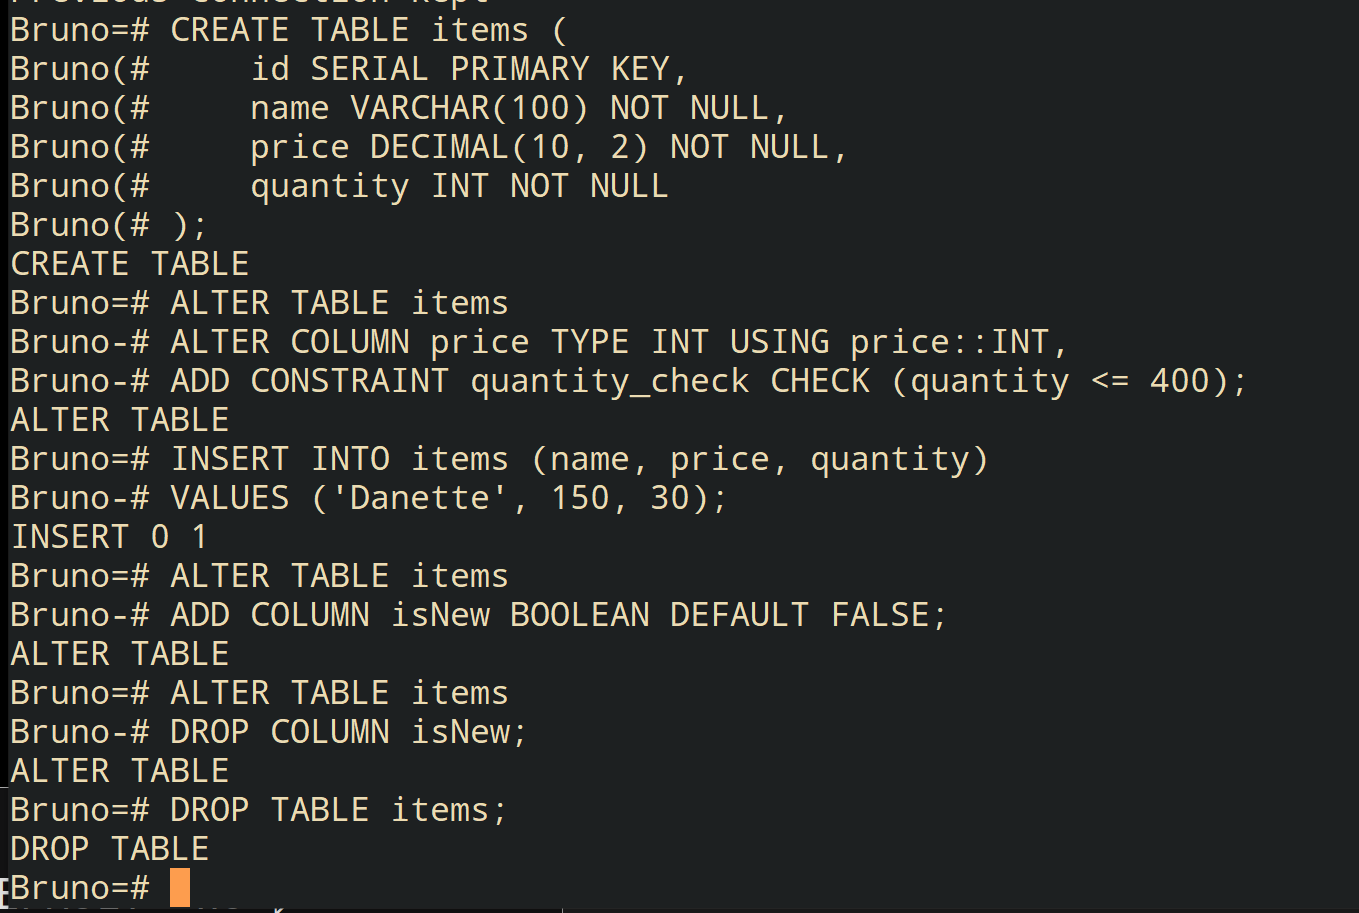 Bruno=# CREATE TABLE items (
Bruno(#     id SERIAL PRIMARY KEY,
Bruno(#     name VARCHAR(100) NOT NULL,
Bruno(#     price DECIMAL(10, 2) NOT NULL,
Bruno(#     quantity INT NOT NULL
Bruno(# );
CREATE TABLE
Bruno=# ALTER TABLE items
Bruno-# ALTER COLUMN price TYPE INT USING price::INT,
Bruno-# ADD CONSTRAINT quantity_check CHECK (quantity <= 400);
ALTER TABLE
Bruno=# INSERT INTO items (name, price, quantity)
Bruno-# VALUES ('Danette', 150, 30);
INSERT 0 1
Bruno=# ALTER TABLE items
Bruno-# ADD COLUMN isNew BOOLEAN DEFAULT FALSE;
ALTER TABLE
Bruno=# ALTER TABLE items
Bruno-# DROP COLUMN isNew;
ALTER TABLE
Bruno=# DROP TABLE items;
DROP TABLE
Bruno=#